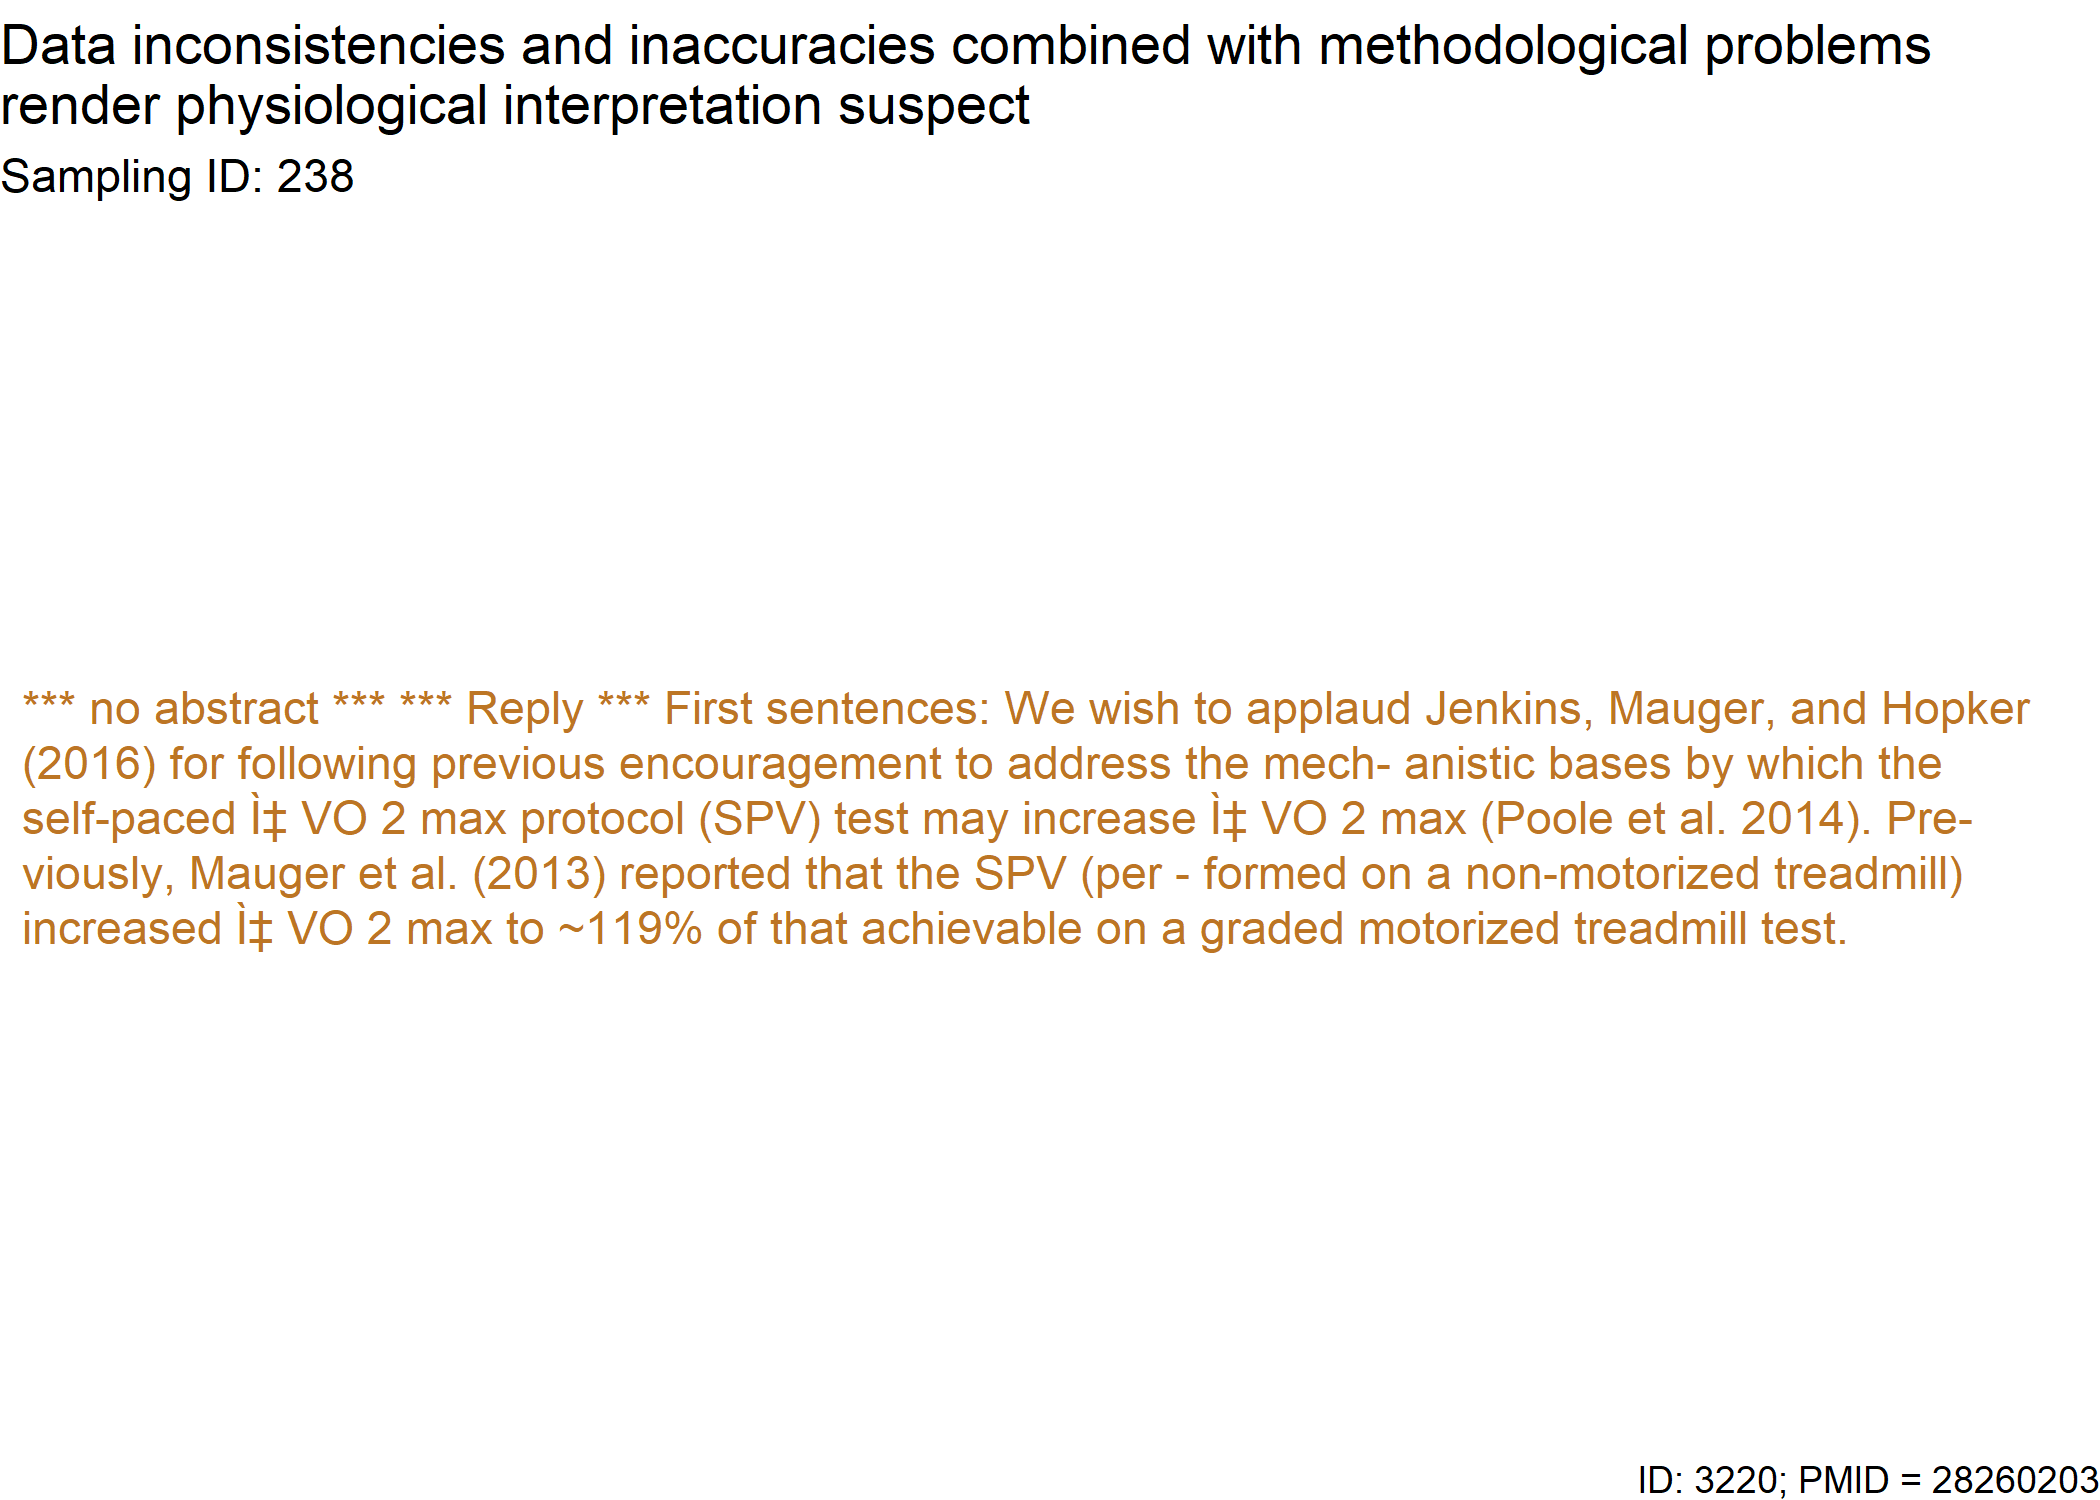 Data inconsistencies and inaccuracies combined with methodological problems
render physiological interpretation suspect
Sampling ID: 238
*** no abstract *** *** Reply *** First sentences: We wish to applaud Jenkins, Mauger, and Hopker
(2016) for following previous encouragement to address the mech- anistic bases by which the
self-paced Ì‡ VO 2 max protocol (SPV) test may increase Ì‡ VO 2 max (Poole et al. 2014). Pre-
viously, Mauger et al. (2013) reported that the SPV (per - formed on a non-motorized treadmill)
increased Ì‡ VO 2 max to ~119% of that achievable on a graded motorized treadmill test.
ID: 3220; PMID = 28260203